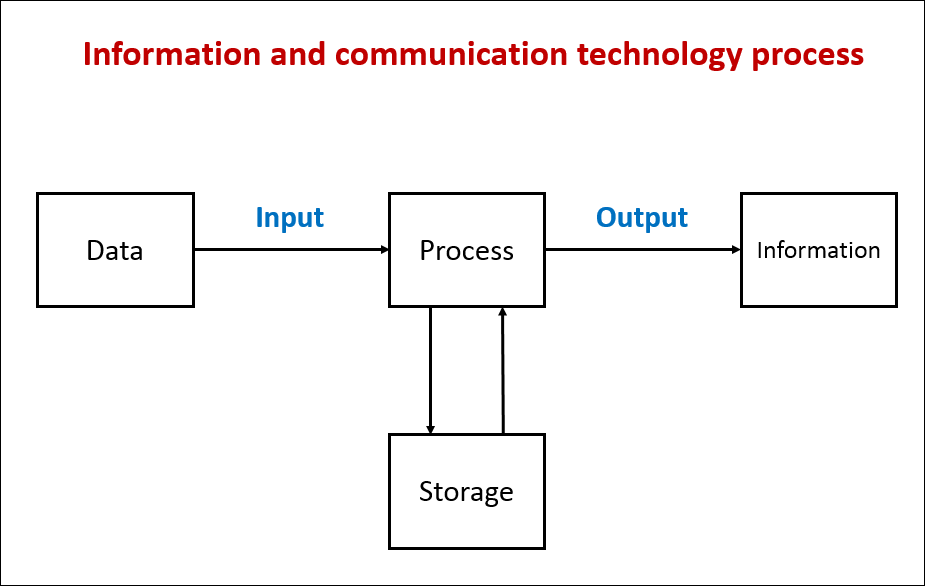 Information and communication technology process
Input
Output
Data
Process
Information
Storage